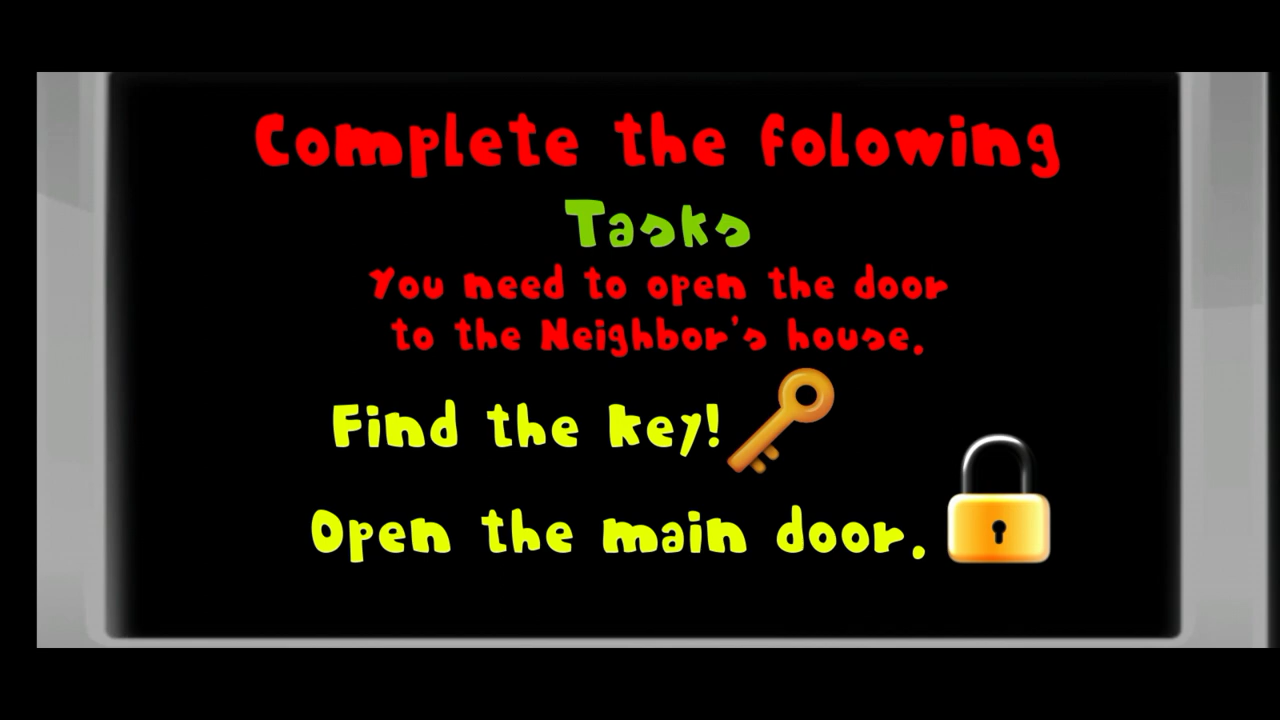 Complete the folowing
Tasks
You need to open the door
to the Neighbor's house.
Find the key!
Open the main door.